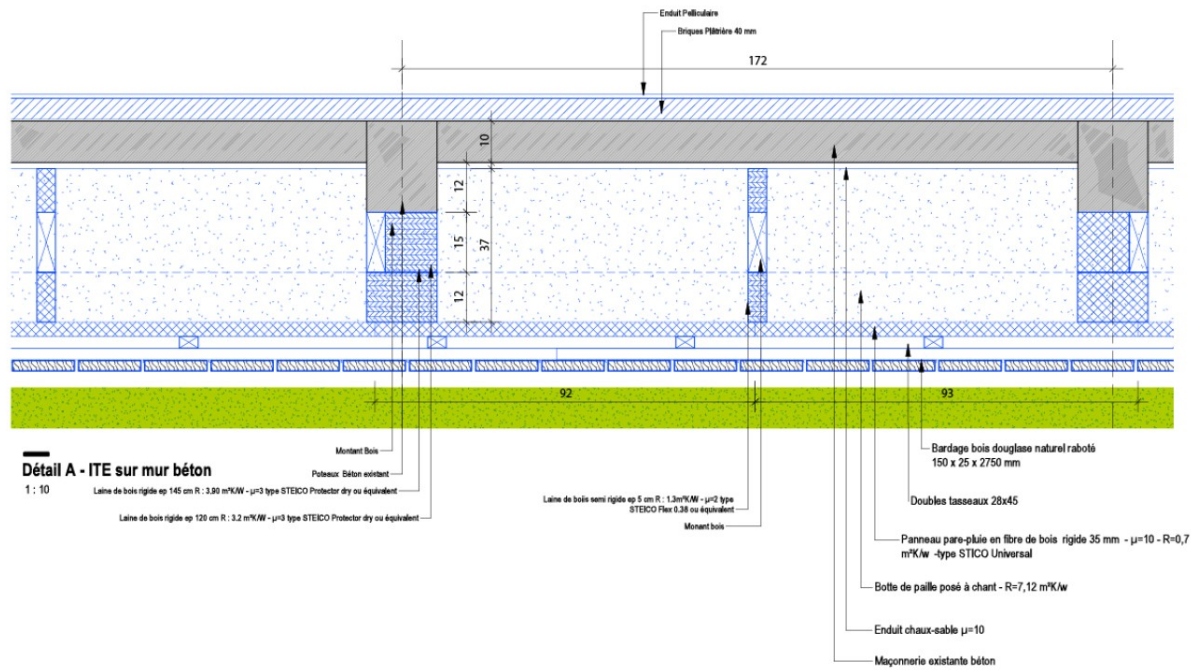 Enduit Pelliculaire
Briques Plâtrière 40 mm
172
10
12
15
37
12
92
93
Détail A - ITE sur mur béton
1 : 10
Montant Bois
Poteaux Béton existant
Laine de bois rigide ep 145 cm R : 3.90 m²K/W - μ=3 type STEICO Protector dry ou équivalent
Laine de bois rigide ep 120 cm R : 3.2 m²K/W - μ=3 type STEICO Protector dry ou équivalent
Laine de boiis semi rigide ep 5 cm R : 1.3m²K/W - μ=2 type
STEICO Flex 0.38 ou équivalent
Monant bois
Bardage bois douglase naturel raboté
150 x 25 x 2750 mm
Doubles tasseaux 28x45
Panneau pare-pluie en fibre de bois rigide 35 mm - μ=10 - R=0,7
m²K/w -type STICO Universal
Botte de paille posé à chant - R=7,12 m²K/w
Enduit chaux-sable μ=10
Maçonnerie existante béton